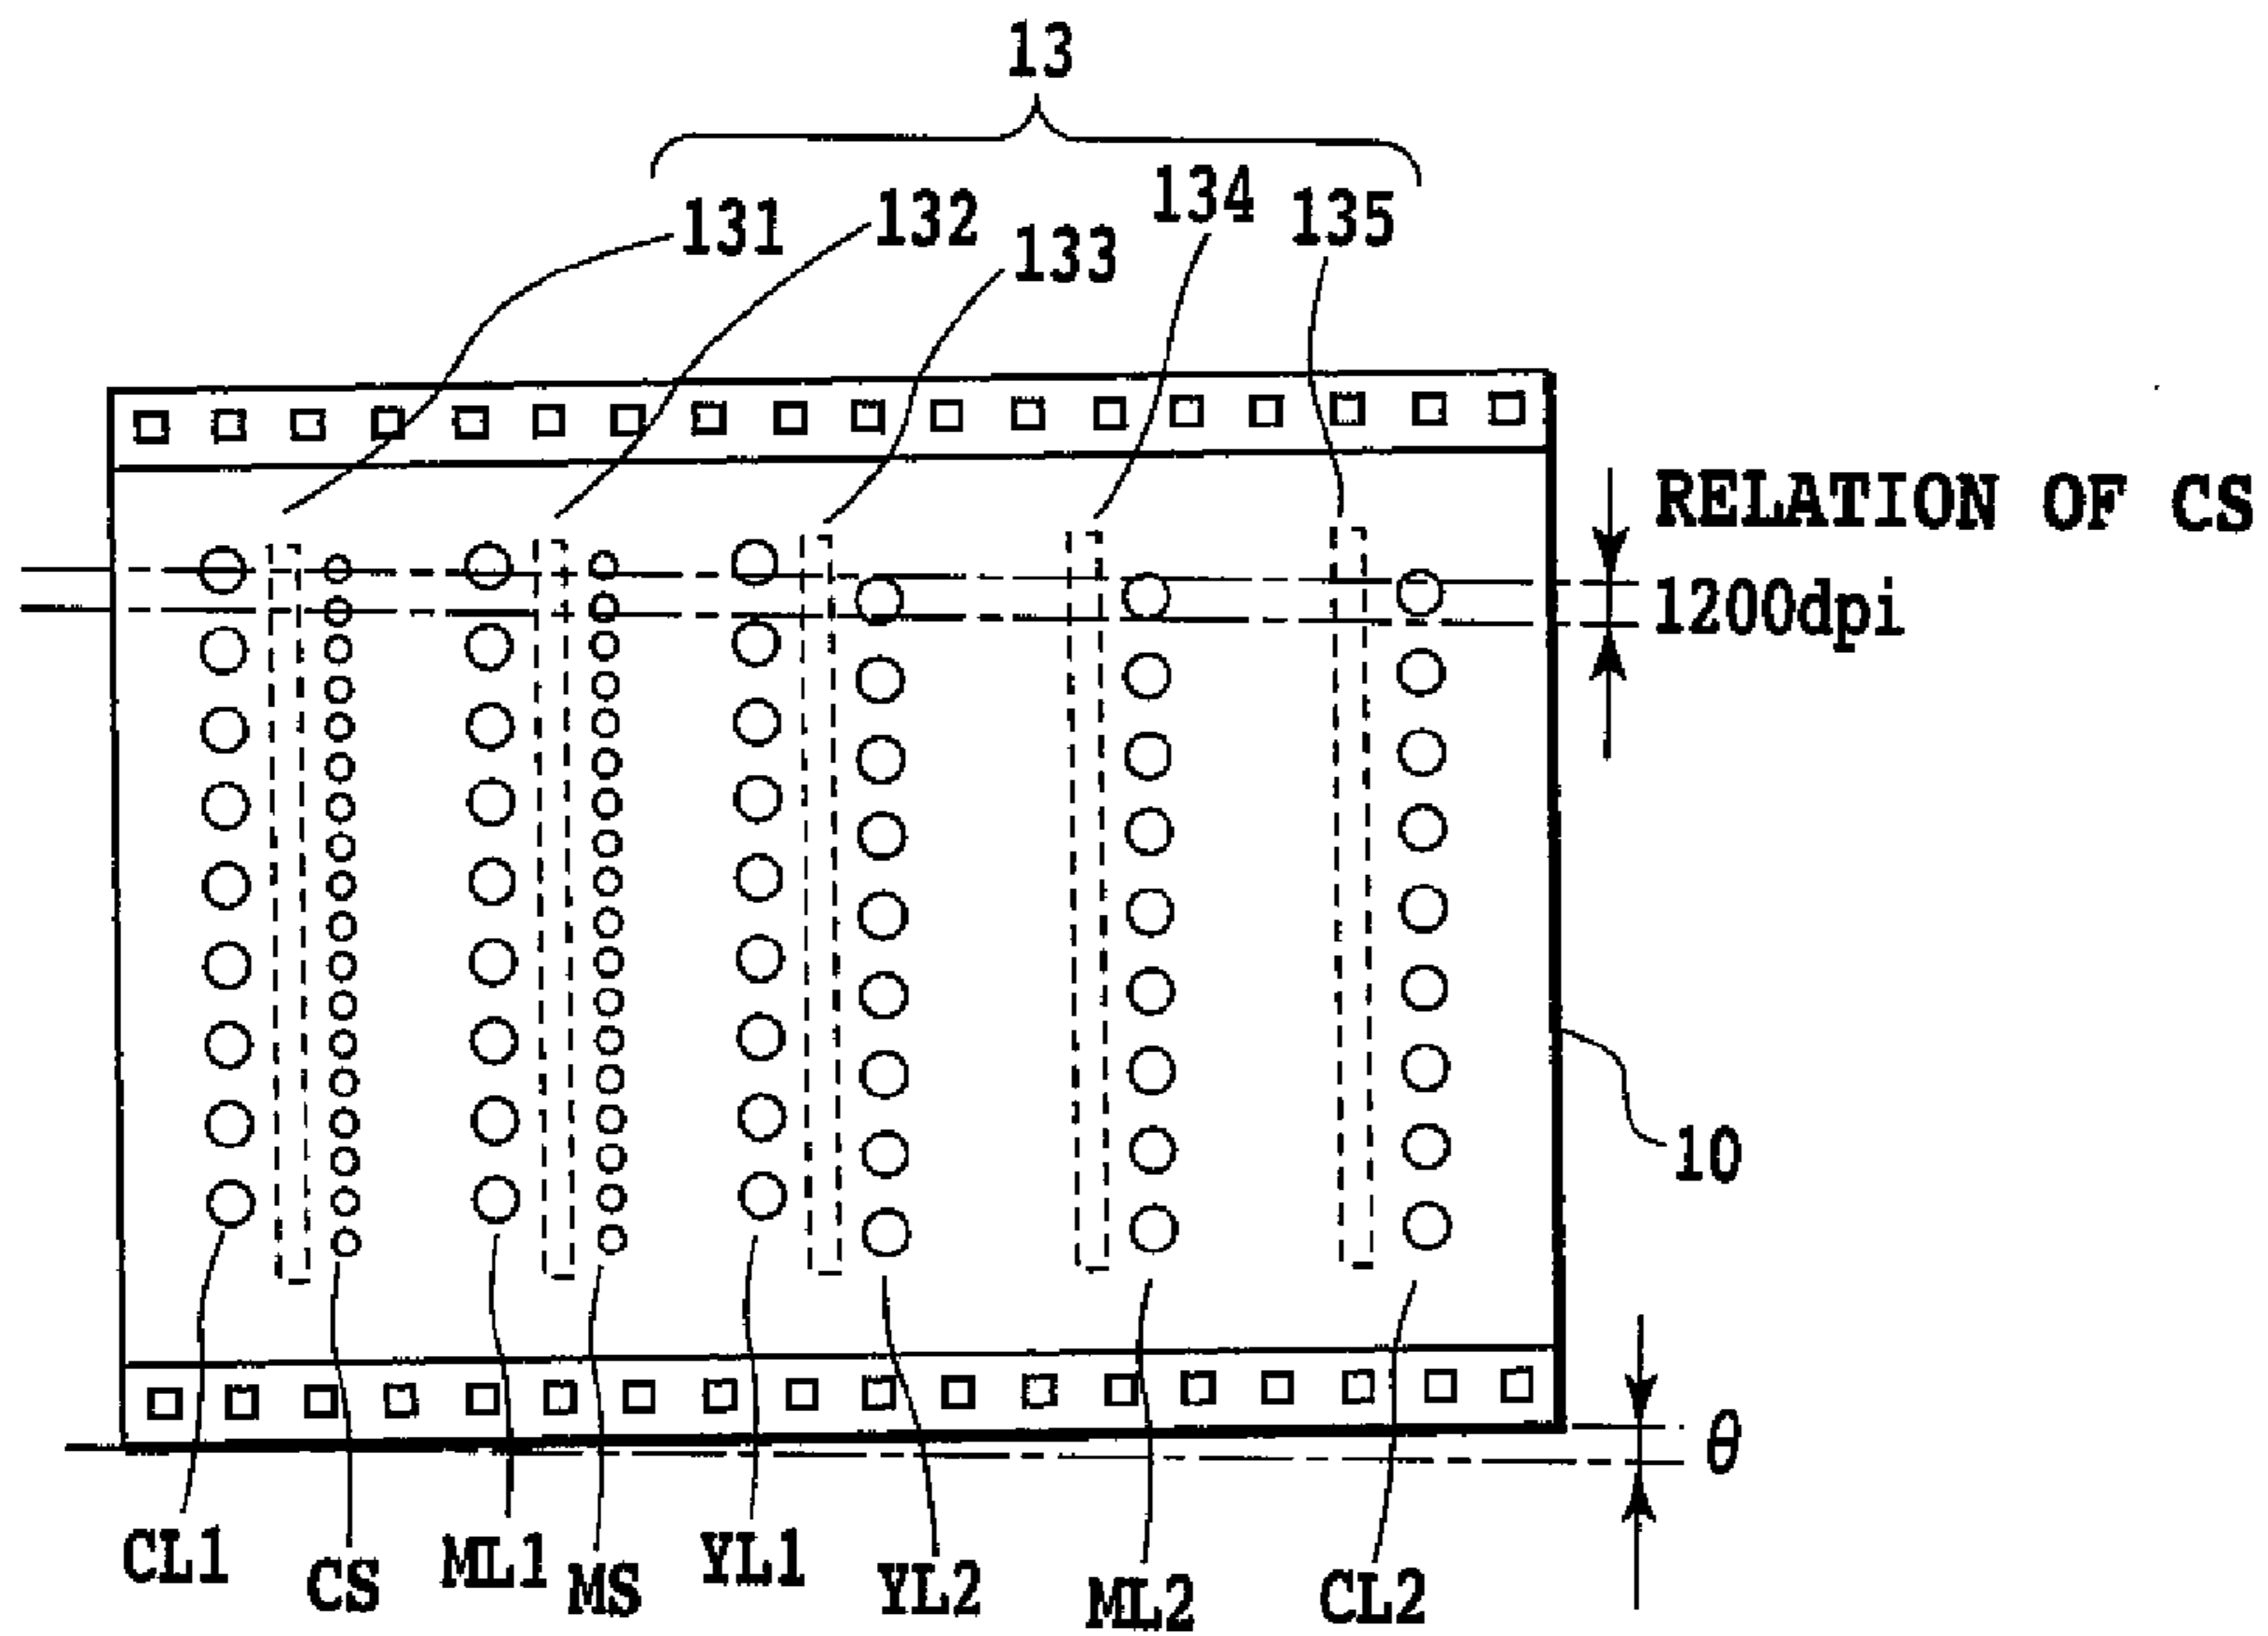 13
131
132
133
134
135
RELATION OF CS
1200dpi
10
θ
CL1
CS
ML1
MS
YL1
YL2
ML2
CL2